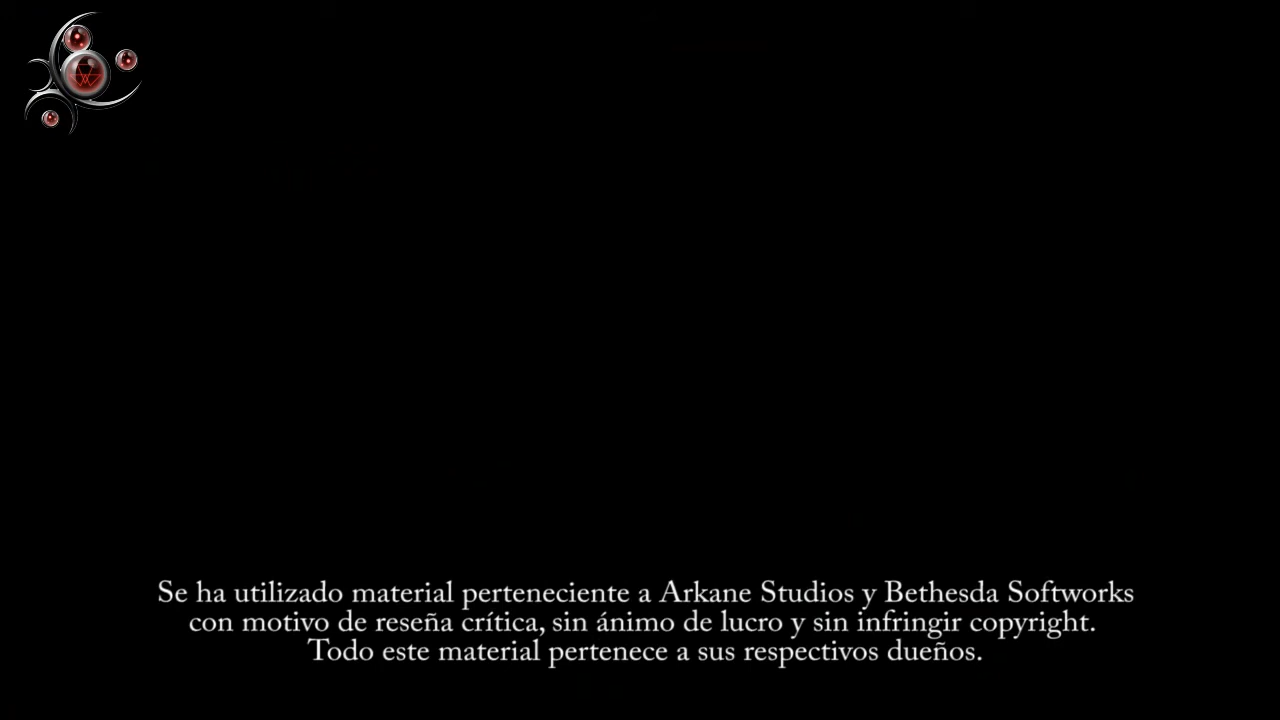 Se ha utilizado material perteneciente a Arkane Studios y Bethesda Softworks
con motivo de reseña crítica, sin ánimo de lucro y sin infringir copyright.
Todo este material pertenece a sus respectivos dueños.